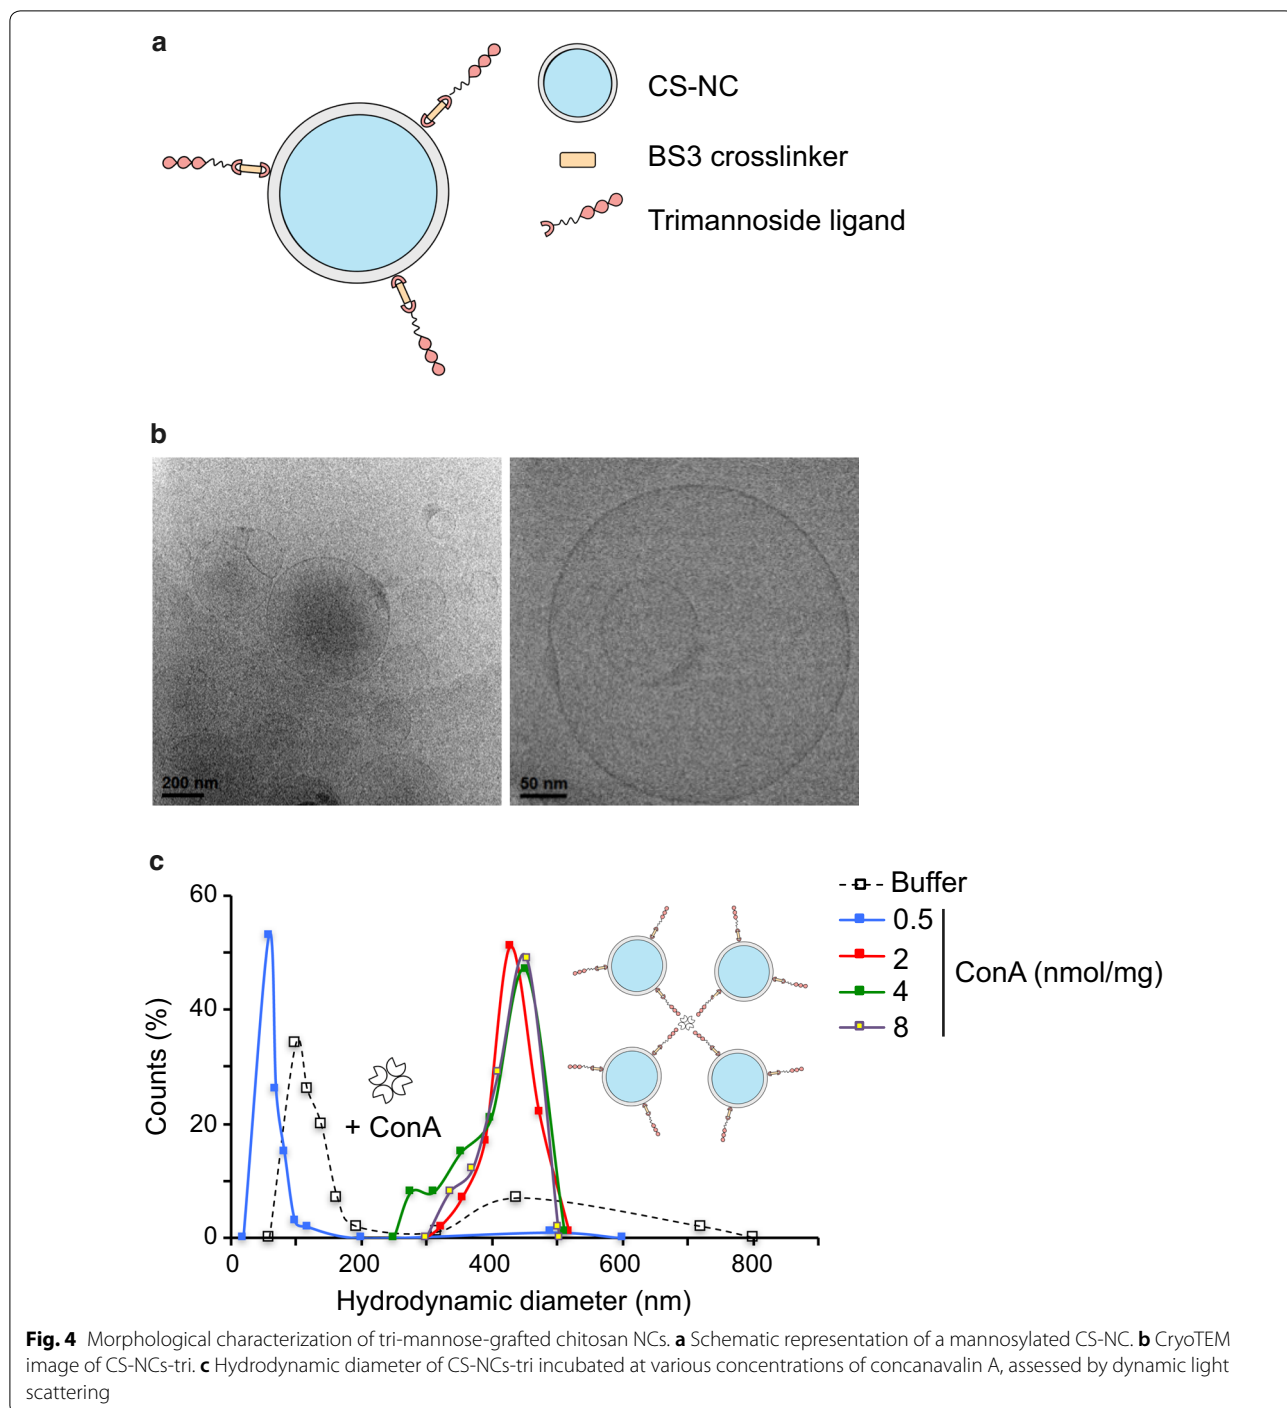 a
CS-NC
BS3 crosslinker
Trimannoside ligand
b
200 nm
50 nm
c
60
40
20
0
Counts (%)
0 200 400 600 800
Hydrodynamic diameter (nm)
+ ConA
Buffer
0.5
2
4
8
ConA (nmol/mg)
Fig. 4 Morphological characterization of tri-mannose-grafted chitosan NCs. a Schematic representation of a mannosylated CS-NC. b CryoTEM
image of CS-NCs-tri. c Hydrodynamic diameter of CS-NCs-tri incubated at various concentrations of concanavalin A, assessed by dynamic light
scattering